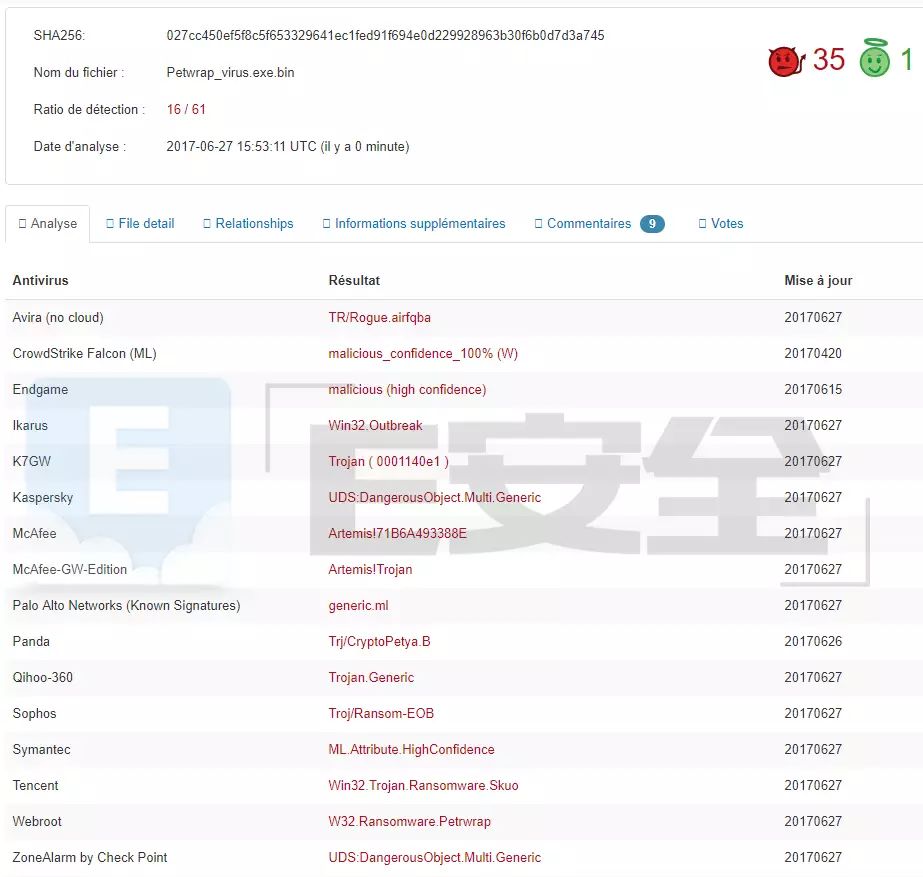 SHA256: 027cc450ef5f8c5f653329641ec1fed91f694e0d229928963b30f6b0d7d3a745
Nom du fichier : Petwrap_virus.exe.bin
Ratio de détection : 16 / 61
Date d'analyse : 2017-06-27 15:53:11 UTC (il y a 0 minute)
35 1
Analyse File detail Relationships Informations supplémentaires Commentaires 9 Votes
Antivirus Résultat Mise à jour
Avira (no cloud) TR/Rogue.airfqba 20170627
CrowdStrike Falcon (ML) malicious_confidence_100% (W) 20170420
Endgame malicious (high confidence) 20170615
Ikarus Win32.Outbreak 20170627
K7GW Trojan ( 0001140e1 ) 20170627
Kaspersky UDS:DangerousObject.Multi.Generic 20170627
McAfee Artemis!71B6A493388E 20170627
McAfee-GW-Edition Artemis!Trojan 20170627
Palo Alto Networks (Known Signatures) generic.ml 20170627
Panda Trj/CryptoPetya.B 20170626
Qihoo-360 Trojan.Generic 20170627
Sophos Troj/Ransom-EOB 20170627
Symantec ML.Attribute.HighConfidence 20170627
Tencent Win32.Trojan.Ransomware.Skuo 20170627
Webroot W32.Ransomware.Petrwrap 20170627
ZoneAlarm by Check Point UDS:DangerousObject.Multi.Generic 20170627
E
E安全